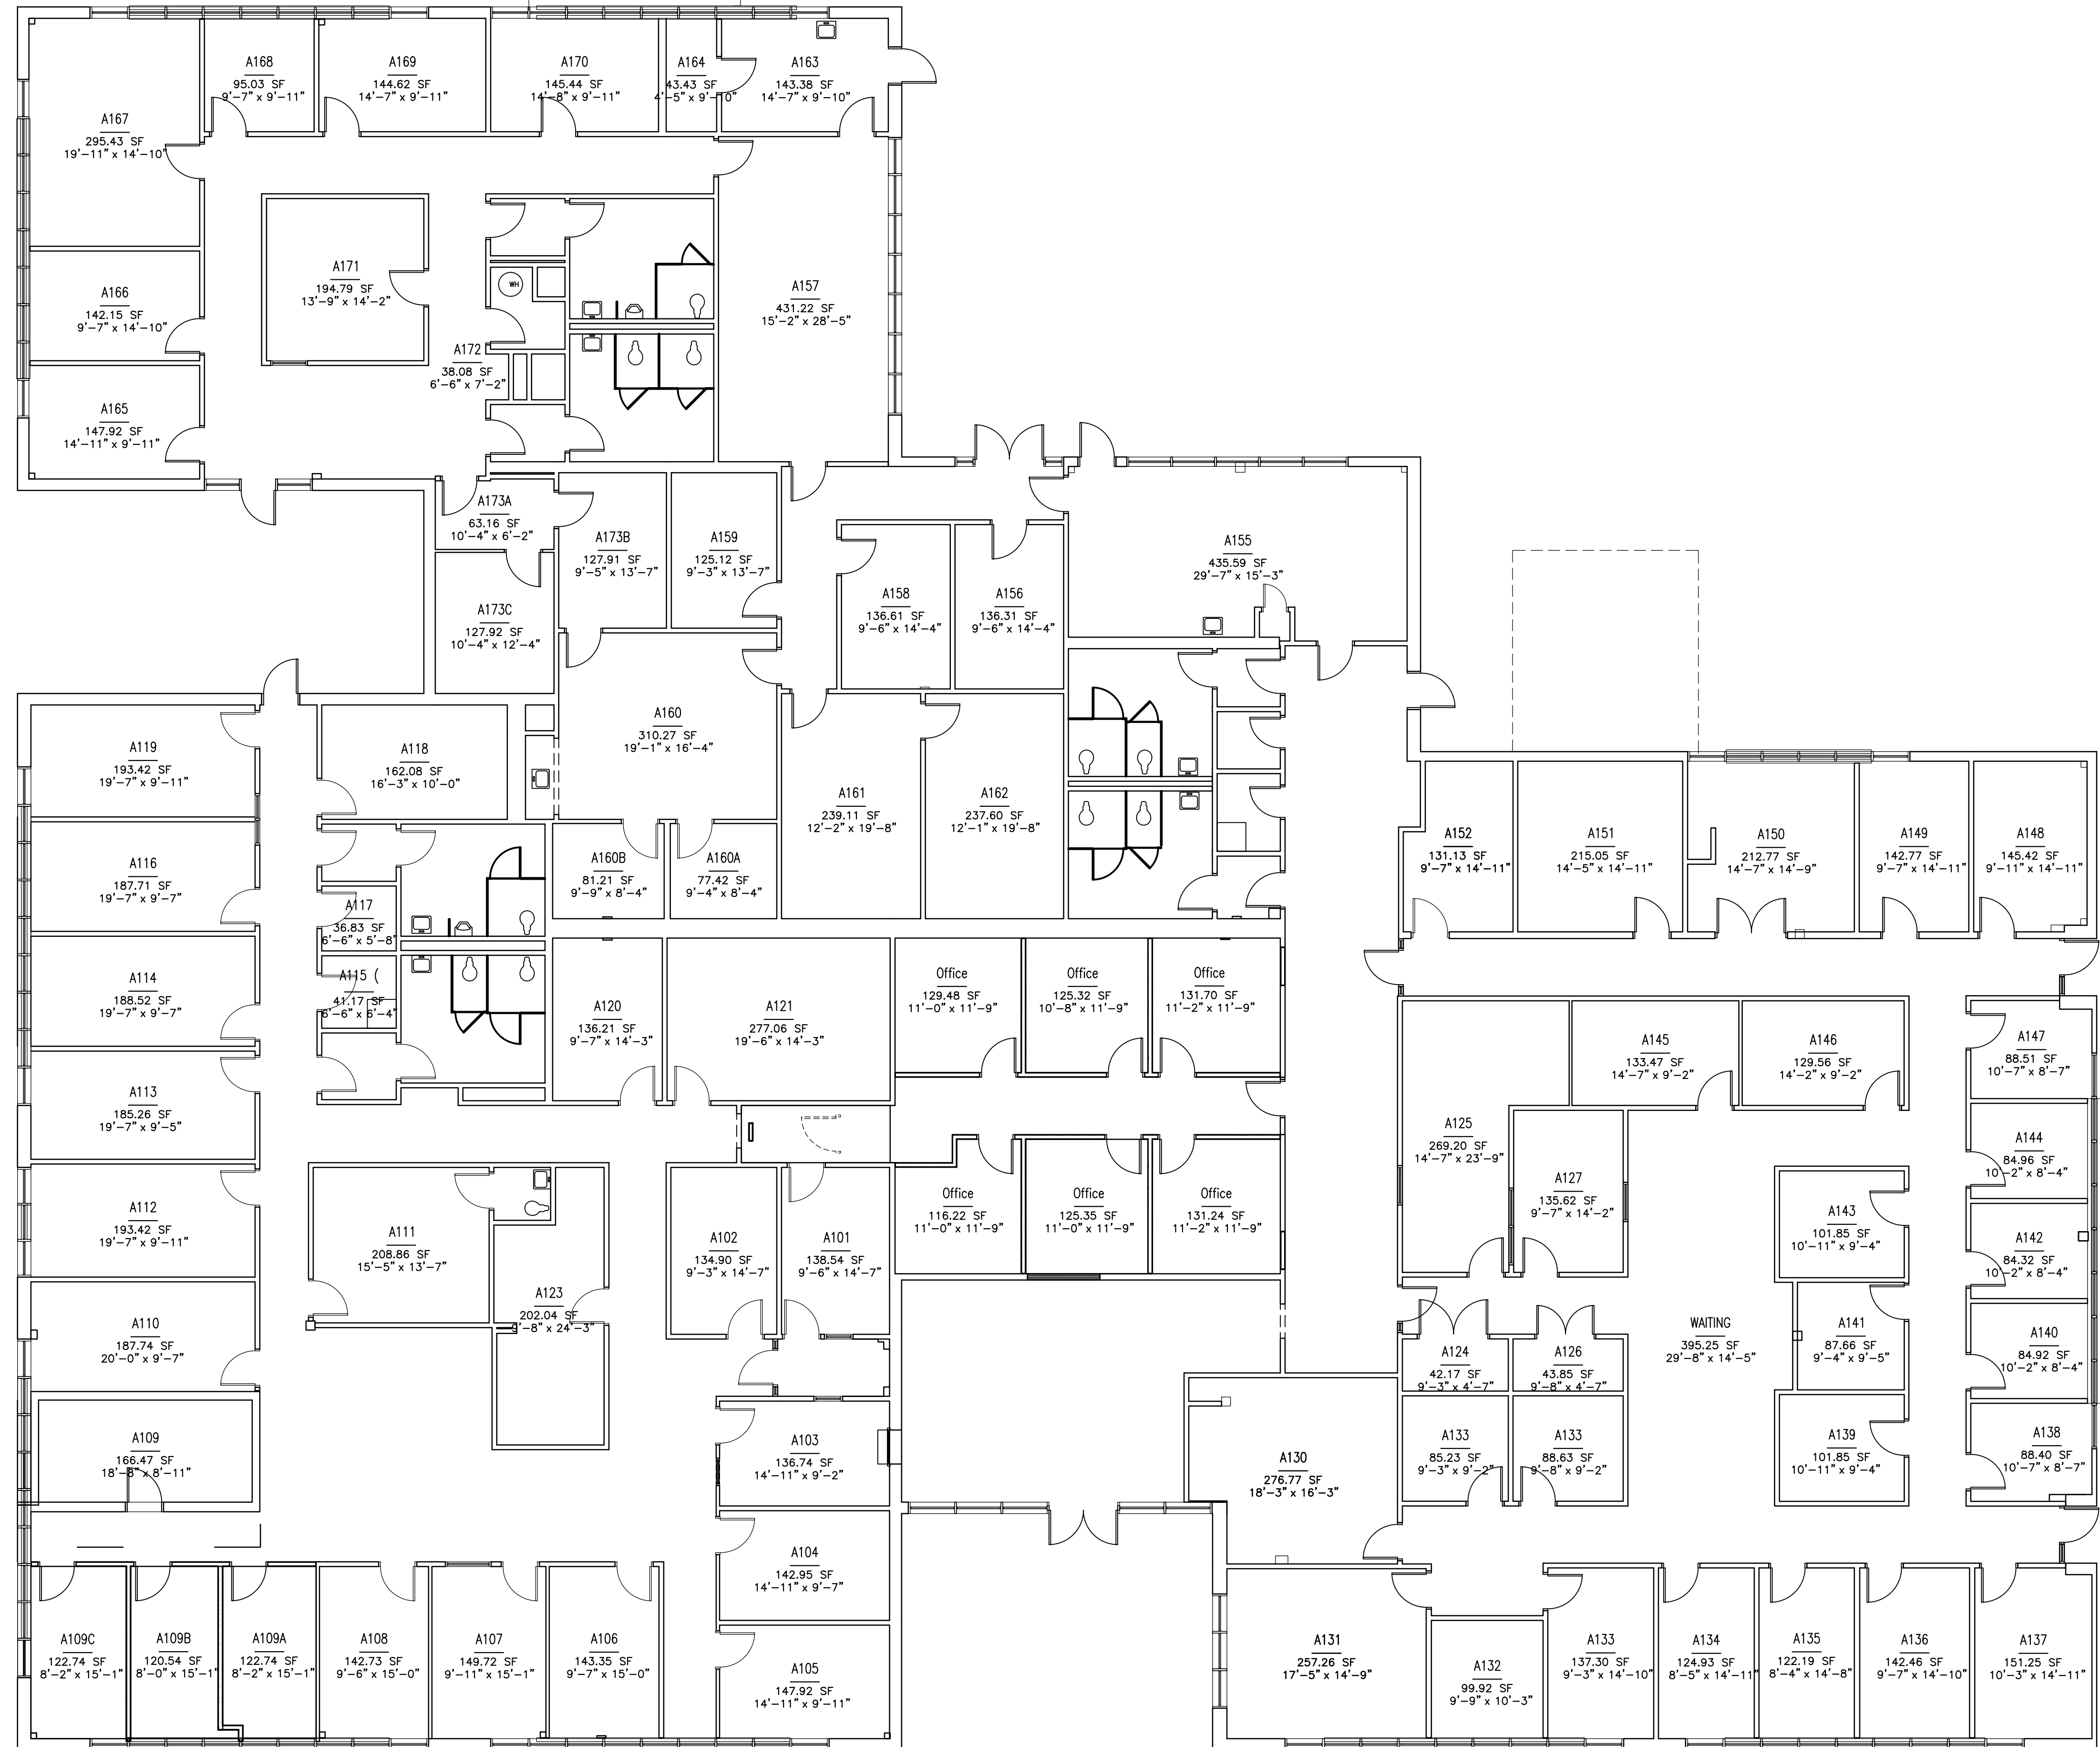 A168
95.03 SF
9'-7" x 9'-11"
A169
144.62 SF
14'-7" x 9'-11"
A170
145.44 SF
14'-8" x 9'-11"
A164
43.43 SF
4'-5" x 9'-10"
A163
143.38 SF
14'-7" x 9'-10"
A167
295.43 SF
19'-11" x 14'-10"
A166
142.15 SF
9'-7" x 14'-10"
A171
194.79 SF
13'-9" x 14'-2"
WH
A157
431.22 SF
15'-2" x 28'-5"
A172
38.08 SF
6'-6" x 7'-2"
A165
147.92 SF
14'-11" x 9'-11"
A173A
63.16 SF
10'-4" x 6'-2"
A173B
127.91 SF
9'-5" x 13'-7"
A159
125.12 SF
9'-3" x 13'-7"
A173C
127.92 SF
10'-4" x 12'-4"
A158
136.61 SF
9'-6" x 14'-4"
A156
136.31 SF
9'-6" x 14'-4"
A155
435.59 SF
29'-7" x 15'-3"
A119
193.42 SF
19'-7" x 9'-11"
A118
162.08 SF
16'-3" x 10'-0"
A160
310.27 SF
19'-1" x 16'-4"
A161
239.11 SF
12'-2" x 19'-8"
A162
237.60 SF
12'-1" x 19'-8"
A116
187.71 SF
19'-7" x 9'-7"
A160B
81.21 SF
9'-9" x 8'-4"
A160A
77.42 SF
9'-4" x 8'-4"
A152
131.13 SF
9'-7" x 14'-11"
A151
215.05 SF
14'-5" x 14'-11"
A150
212.77 SF
14'-7" x 14'-9"
A149
142.77 SF
9'-7" x 14'-11"
A148
145.42 SF
9'-11" x 14'-11"
A117
36.83 SF
6'-6" x 5'-8"
A114
188.52 SF
19'-7" x 9'-7"
A115 (
41.17 SF
6'-6" x 6'-4"
A120
136.21 SF
9'-7" x 14'-3"
A121
277.06 SF
19'-6" x 14'-3"
Office
129.48 SF
11'-0" x 11'-9"
Office
125.32 SF
10'-8" x 11'-9"
Office
131.70 SF
11'-2" x 11'-9"
A145
133.47 SF
14'-7" x 9'-2"
A146
129.56 SF
14'-2" x 9'-2"
A147
88.51 SF
10'-7" x 8'-7"
A113
185.26 SF
19'-7" x 9'-5"
A125
269.20 SF
14'-7" x 23'-9"
A144
84.96 SF
10'-2" x 8'-4"
A127
135.62 SF
9'-7" x 14'-2"
A112
193.42 SF
19'-7" x 9'-11"
A111
208.86 SF
15'-5" x 13'-7"
A102
134.90 SF
9'-3" x 14'-7"
A101
138.54 SF
9'-6" x 14'-7"
Office
116.22 SF
11'-0" x 11'-9"
Office
125.35 SF
11'-0" x 11'-9"
Office
131.24 SF
11'-2" x 11'-9"
A143
101.85 SF
10'-11" x 9'-4"
A142
84.32 SF
10'-2" x 8'-4"
A123
202.04 SF
'-8" x 24'-3"
A110
187.74 SF
20'-0" x 9'-7"
WAITING
395.25 SF
29'-8" x 14'-5"
A141
87.66 SF
9'-4" x 9'-5"
A140
84.92 SF
10'-2" x 8'-4"
A124
42.17 SF
9'-3" x 4'-7"
A126
43.85 SF
9'-8" x 4'-7"
A109
166.47 SF
18'-8" x 8'-11"
A103
136.74 SF
14'-11" x 9'-2"
A130
276.77 SF
18'-3" x 16'-3"
A133
85.23 SF
9'-3" x 9'-2"
A133
88.63 SF
9'-8" x 9'-2"
A139
101.85 SF
10'-11" x 9'-4"
A138
88.40 SF
10'-7" x 8'-7"
A104
142.95 SF
14'-11" x 9'-7"
A109C
122.74 SF
8'-2" x 15'-1"
A109B
120.54 SF
8'-0" x 15'-1"
A109A
122.74 SF
8'-2" x 15'-1"
A108
142.73 SF
9'-6" x 15'-0"
A107
149.72 SF
9'-11" x 15'-1"
A106
143.35 SF
9'-7" x 15'-0"
A105
147.92 SF
14'-11" x 9'-11"
A131
257.26 SF
17'-5" x 14'-9"
A132
99.92 SF
9'-9" x 10'-3"
A133
137.30 SF
9'-3" x 14'-10"
A134
124.93 SF
8'-5" x 14'-11"
A135
122.19 SF
8'-4" x 14'-8"
A136
142.46 SF
9'-7" x 14'-10"
A137
151.25 SF
10'-3" x 14'-11"